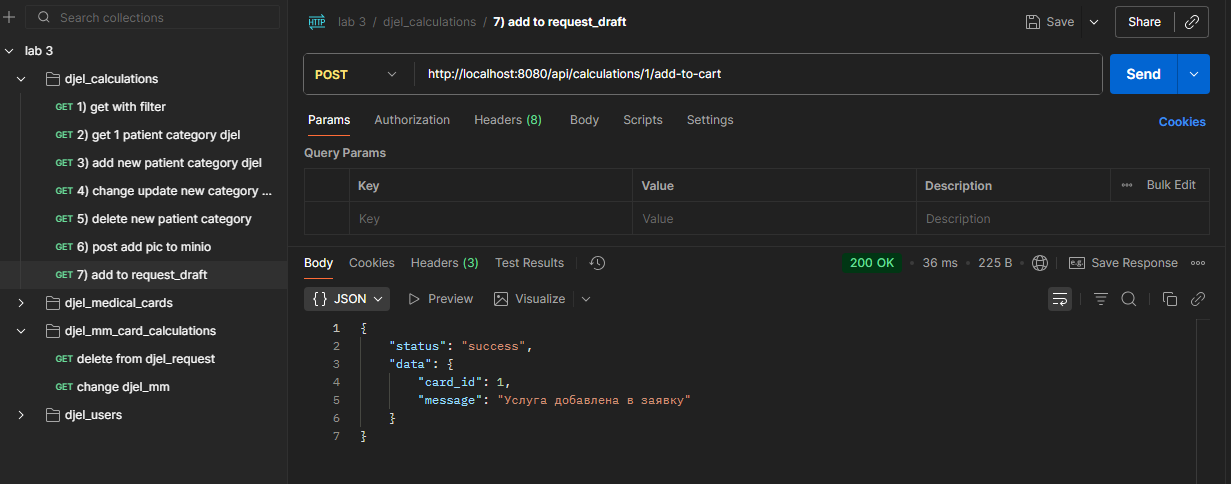 Search collections
lab 3
djel_calculations
GET 1) get with filter
GET 2) get 1 patient category djel
GET 3) add new patient category djel
GET 4) change update new category ...
GET 5) delete new patient category
GET 6) post add pic to minio
GET 7) add to request_draft
djel_medical_cards
djel_mm_card_calculations
GET delete from djel_request
GET change djel_mm
djel_users
HTTP lab 3 / djel_calculations / 7) add to request_draft
Save Share
POST http://localhost:8080/api/calculations/1/add-to-cart Send
Params Authorization Headers (8) Body Scripts Settings Cookies
Query Params
Key Value Description Bulk Edit
Key Value Description
Body Cookies Headers (3) Test Results 200 OK 36 ms 225 B e.g. Save Response
{} JSON Preview Visualize
1 {
2 "status": "success",
3 "data": {
4 "card_id": 1,
5 "message": "Услуга добавлена в заявку"
6 }
7 }